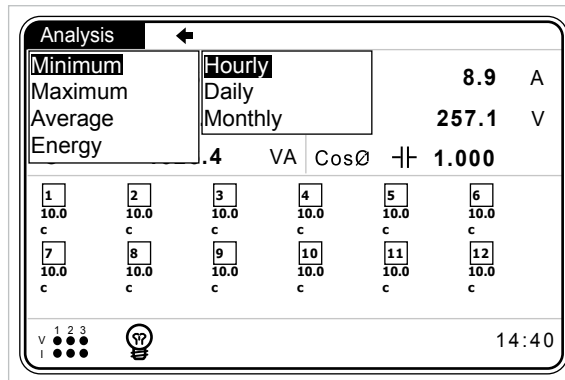 Analysis
Minimum Hourly 8.9 A
Maximum Daily
Average Monthly 257.1 V
Energy .4 VA CosØ 1.000
1 2 3 4 5 6
10.0 10.0 10.0 10.0 10.0 10.0
c c c c c c
7 8 9 10 11 12
10.0 10.0 10.0 10.0 10.0 10.0
c c c c c c
1 2 3
V
I
14:40